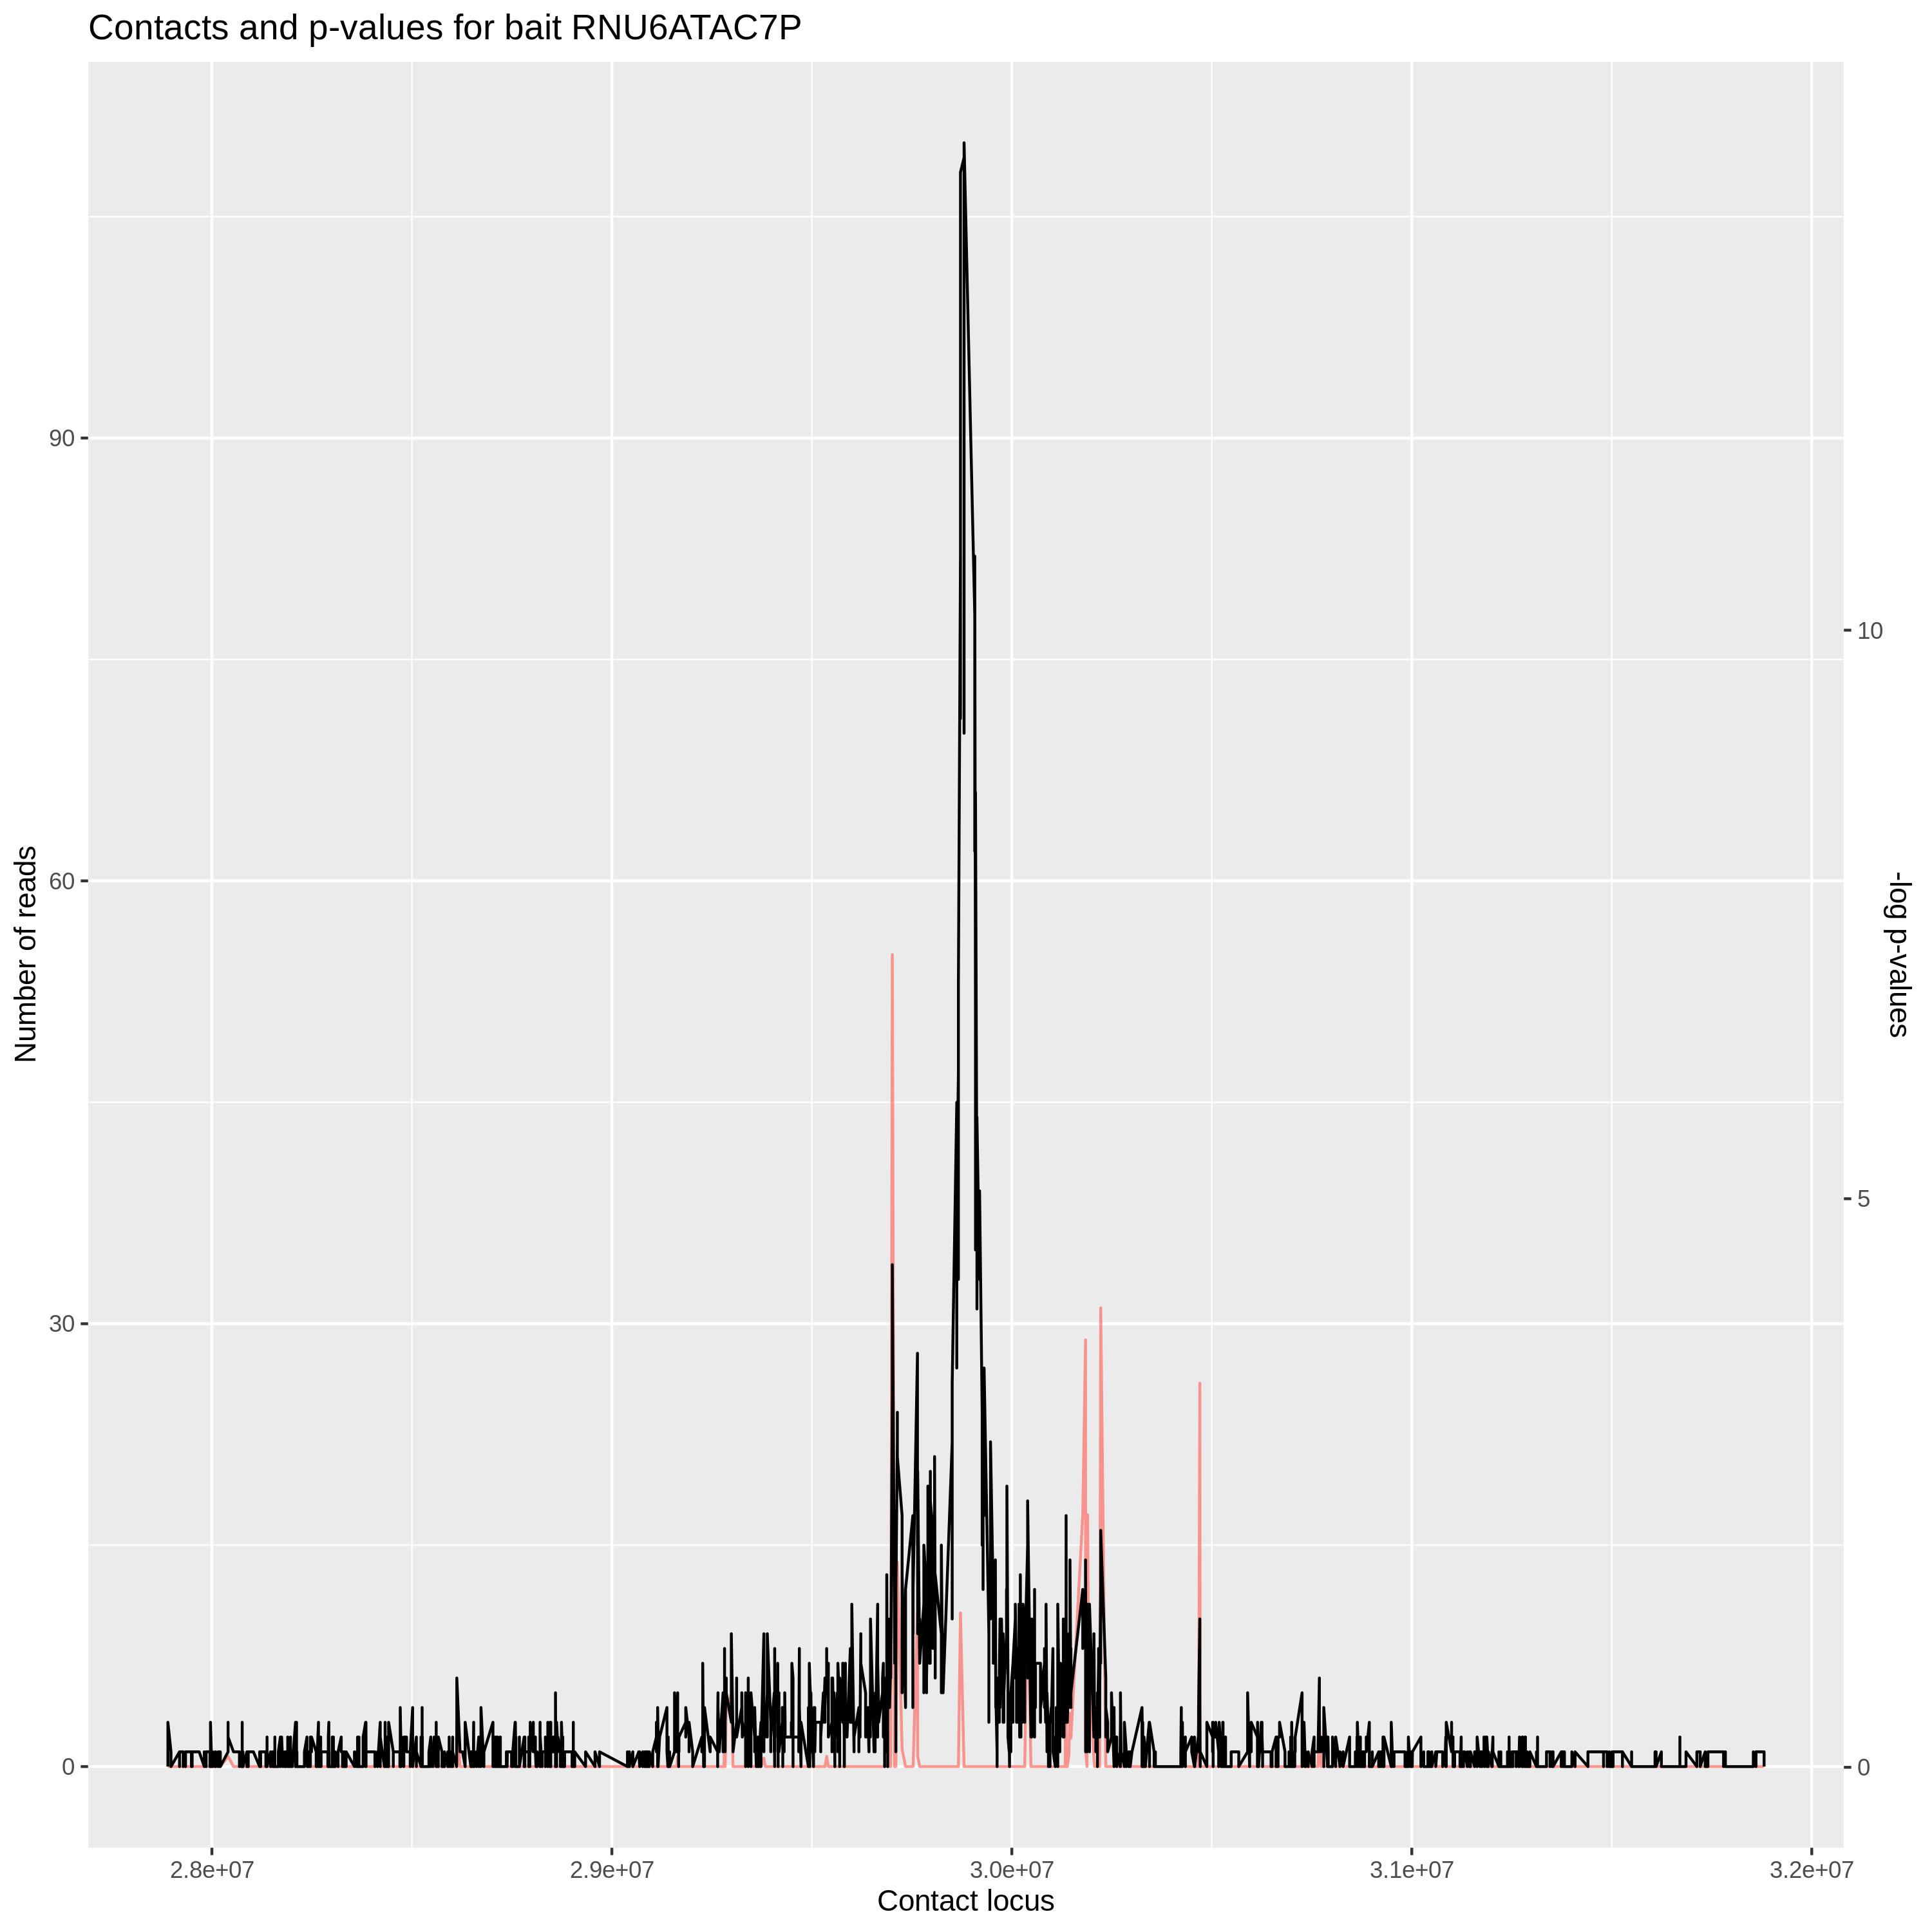 Contacts and p-values for bait RNU6ATAC7P
90
60
30
0
10
5
0
Number of reads
-log p-values
2.8e+07 2.9e+07 3.0e+07 3.1e+07 3.2e+07
Contact locus